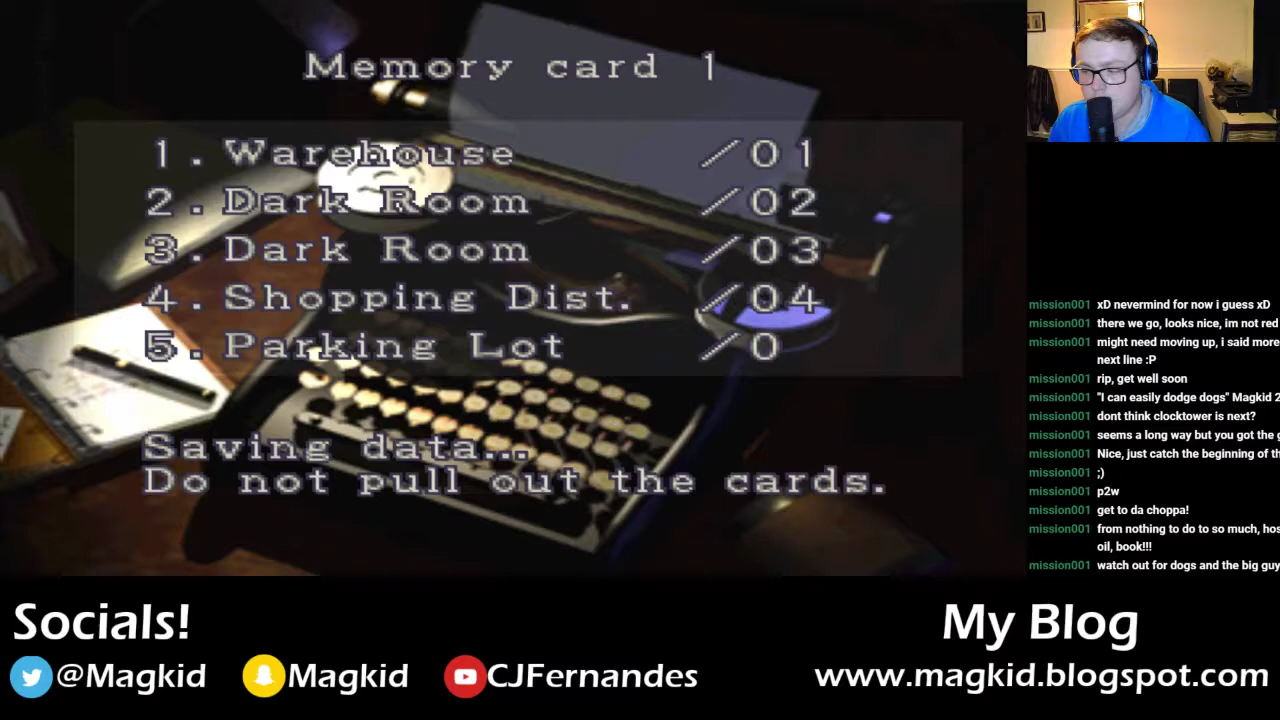 Memory card 1
1. Warehouse /01
2. Dark Room /02
3. Dark Room /03
4. Shopping Dist. /04
5. Parking Lot /0
Saving data...
Do not pull out the cards.
mission001 xD nevermind for now i guess xD
mission001 there we go, looks nice, im not red
mission001 might need moving up, i said more
next line :P
mission001 rip, get well soon
mission001 "I can easily dodge dogs" Magkid 2
mission001 dont think clocktower is next?
mission001 seems a long way but you got the g
mission001 Nice, just catch the beginning of th
mission001 ;)
mission001 p2w
mission001 get to da choppa!
mission001 from nothing to do to so much, hos
oil, book!!!
mission001 watch out for dogs and the big guy
Socials!
@Magkid Magkid CJFernandes
My Blog
www.magkid.blogspot.com